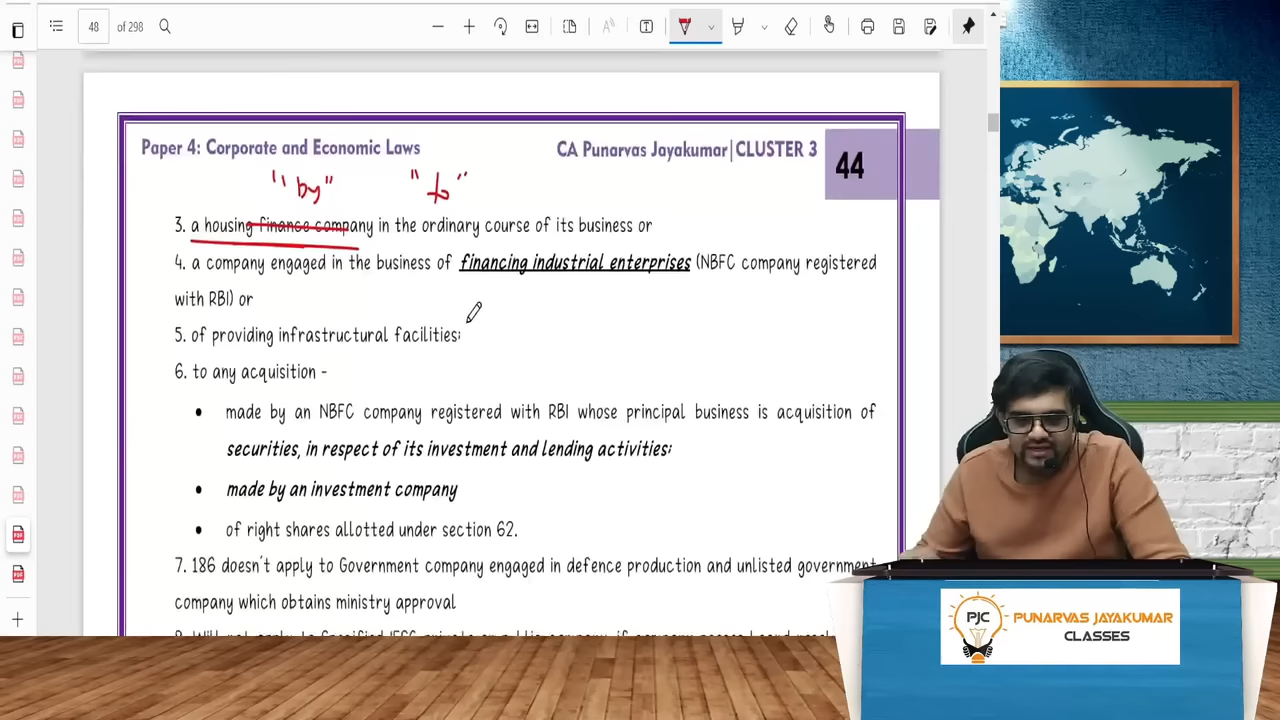 48 of 298
Paper 4: Corporate and Economic Laws
CA Punarvas Jayakumar|CLUSTER 3
44
"by" "to"
3. a housing finance company in the ordinary course of its business or
4. a company engaged in the business of financing industrial enterprises (NBFC company registered
with RBI) or
5. of providing infrastructural facilities;
6. to any acquisition -
• made by an NBFC company registered with RBI whose principal business is acquisition of
securities, in respect of its investment and lending activities;
• made by an investment company
• of right shares allotted under section 62.
7. 186 doesn't apply to Government company engaged in defence production and unlisted government
company which obtains ministry approval
PJC
PUNARVAS JAYAKUMAR
CLASSES